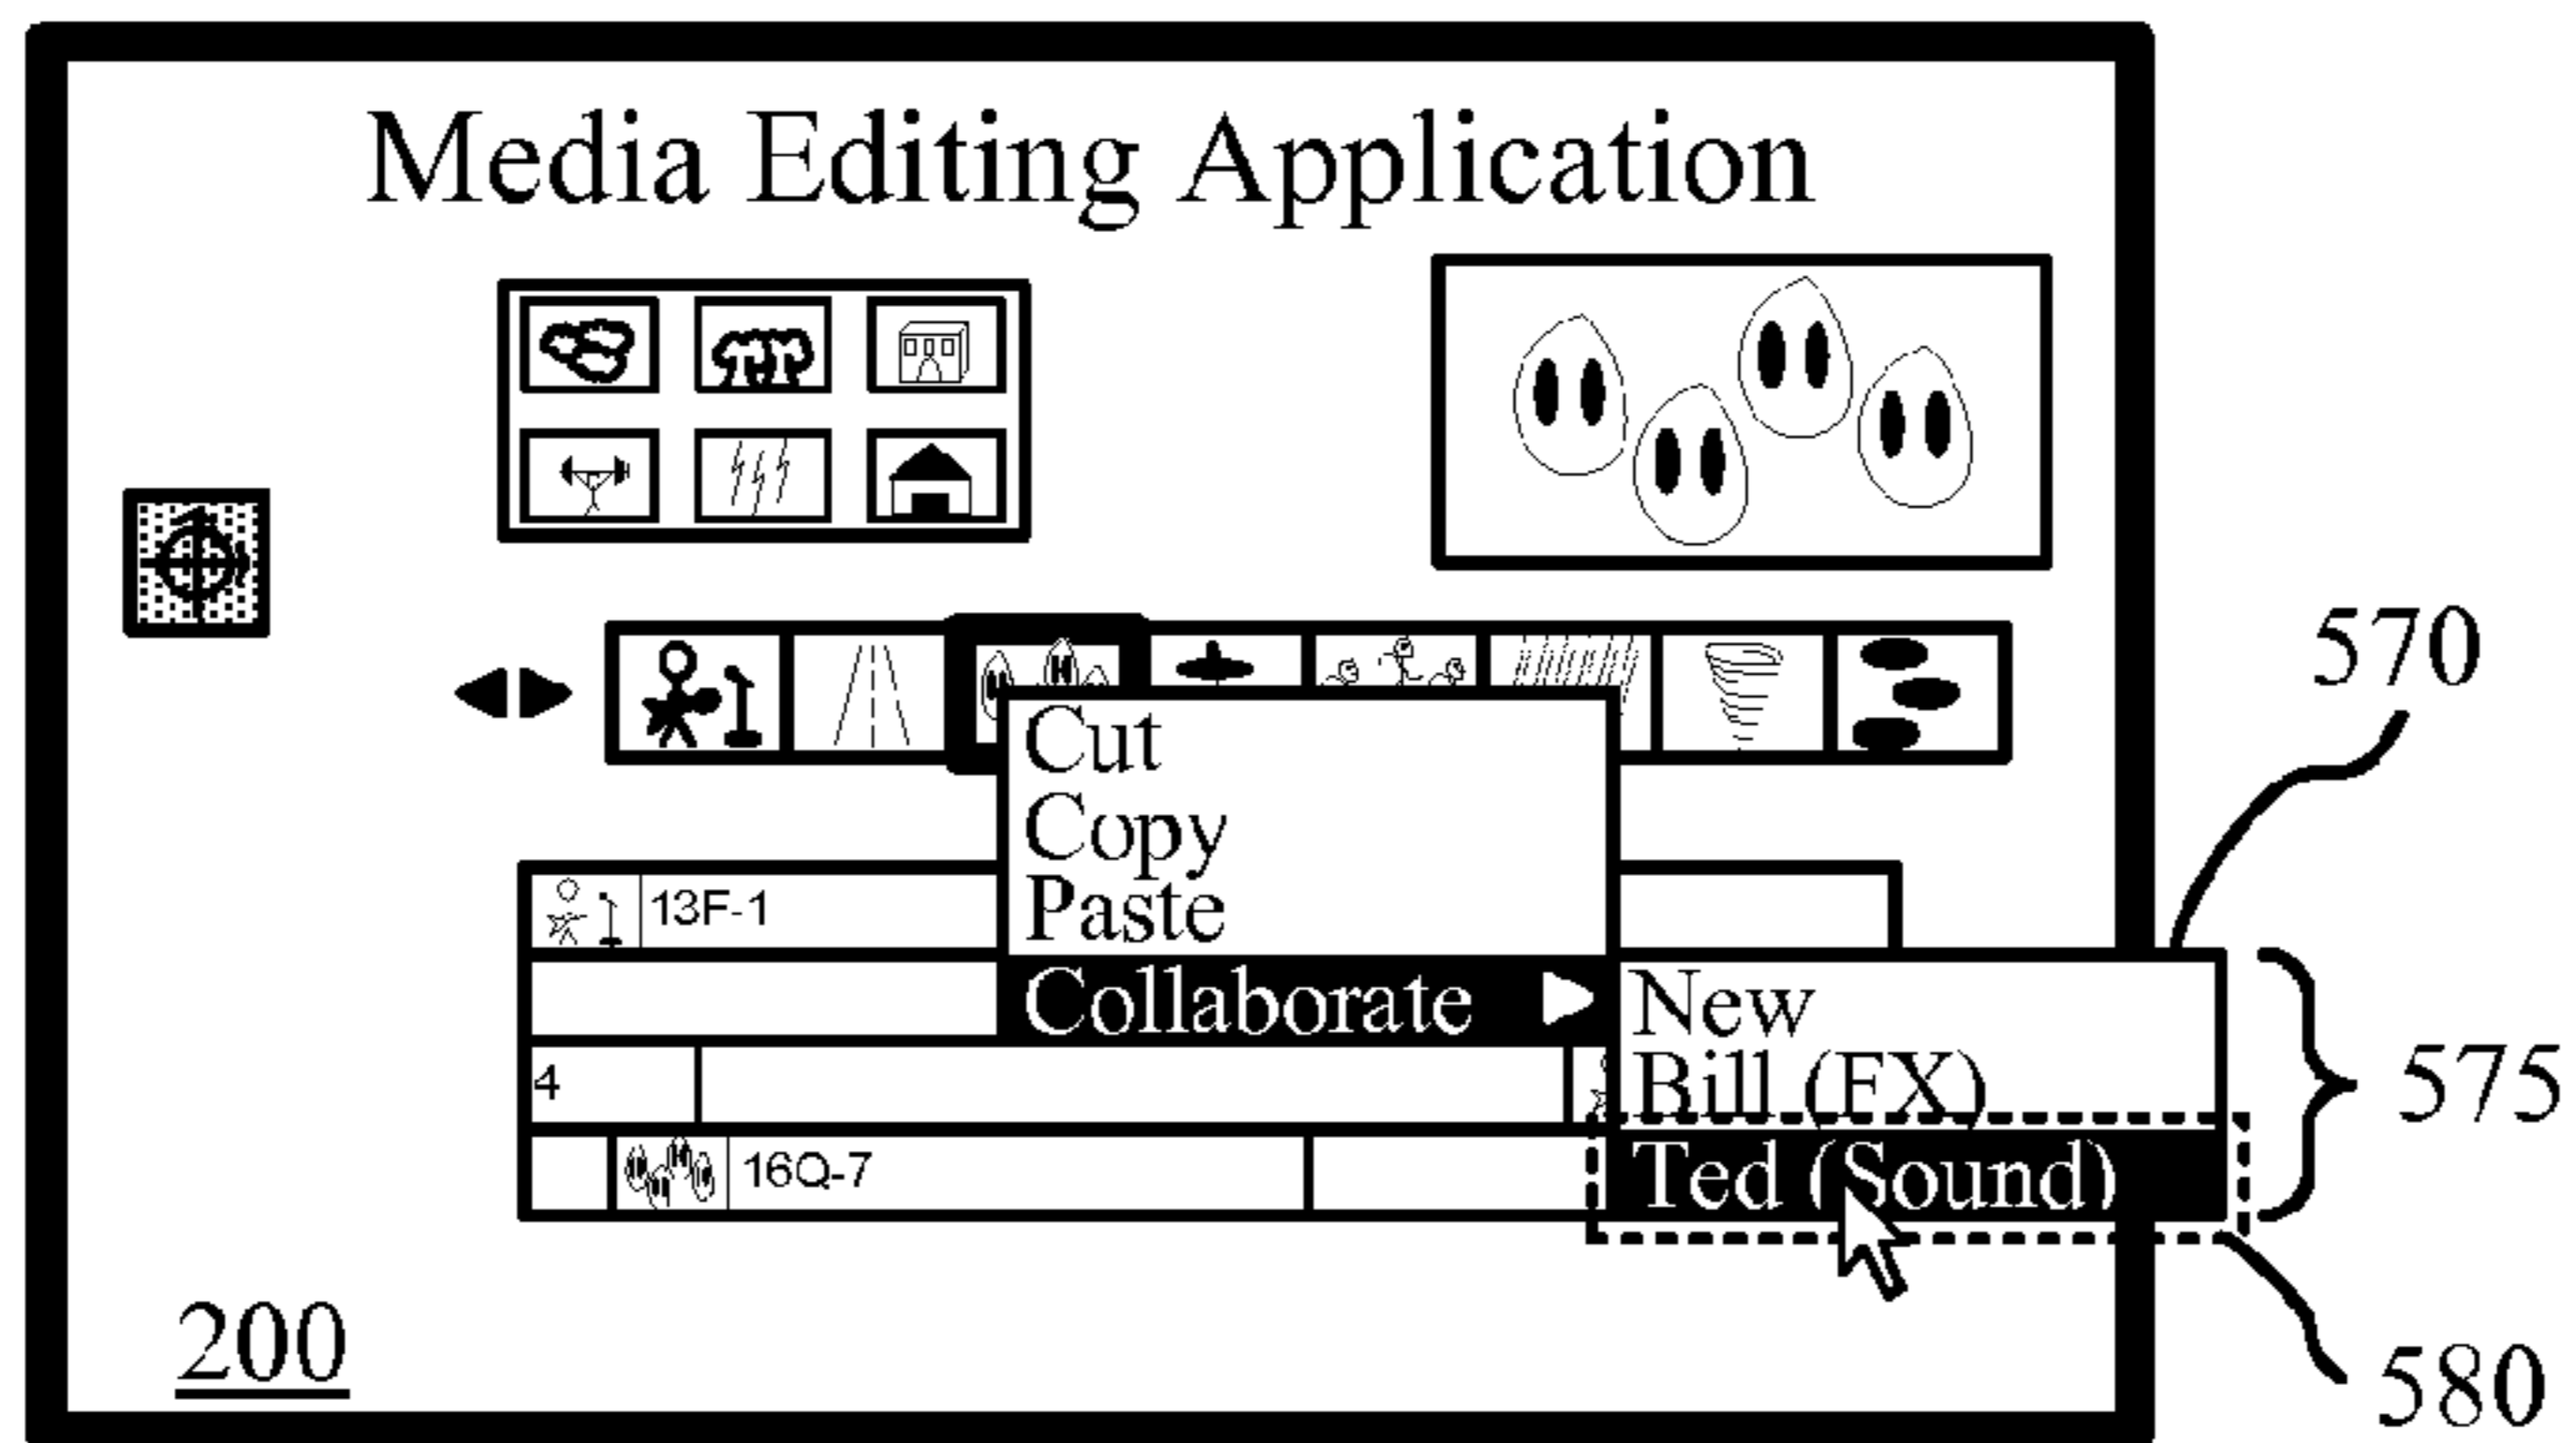 Media Editing Application
570
Cut
Copy
Paste
13F-1
Collaborate
New
Bill (FX)
575
4
Ted (Sound)
16Q-7
200
580